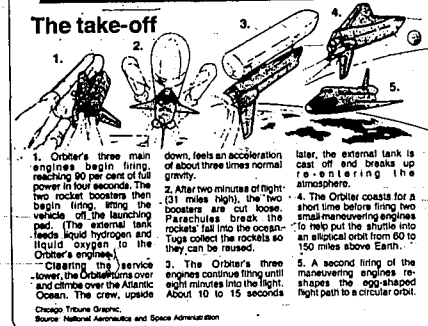 The take-off
1.
2.
3.
4.
5.
1. Orbiter's three main
engines begin firing,
reaching 90 per cent of full
power in four seconds. The
two rocket boosters then
begin firing, lifting the
vehicle off the launching
pad. (The external tank
feeds liquid hydrogen and
liquid oxygen to the
Orbiter's engines.)
Clearing the service
tower, the Orbiter turns over
and climbs over the Atlantic
Ocean. The crew, upside
down, feels an acceleration
of about three times normal
gravity.
2. After two minutes of flight
(31 miles high), the two
boosters are cut loose.
Parachutes break the
rockets' fall into the ocean.
Tugs collect the rockets so
they can be reused.
3. The Orbiter's three
engines continue firing until
eight minutes into the flight.
About 10 to 15 seconds
later, the external tank is
cast off and breaks up
re-entering the
atmosphere.
4. The Orbiter coasts for a
short time before firing two
small maneuvering engines
to help put the shuttle into
an elliptical orbit from 60 to
150 miles above Earth.
5. A second firing of the
maneuvering engines re-
shapes the egg-shaped
flight path to a circular orbit.
Chicago Tribune Graphic,
Source: National Aeronautics and Space Administration